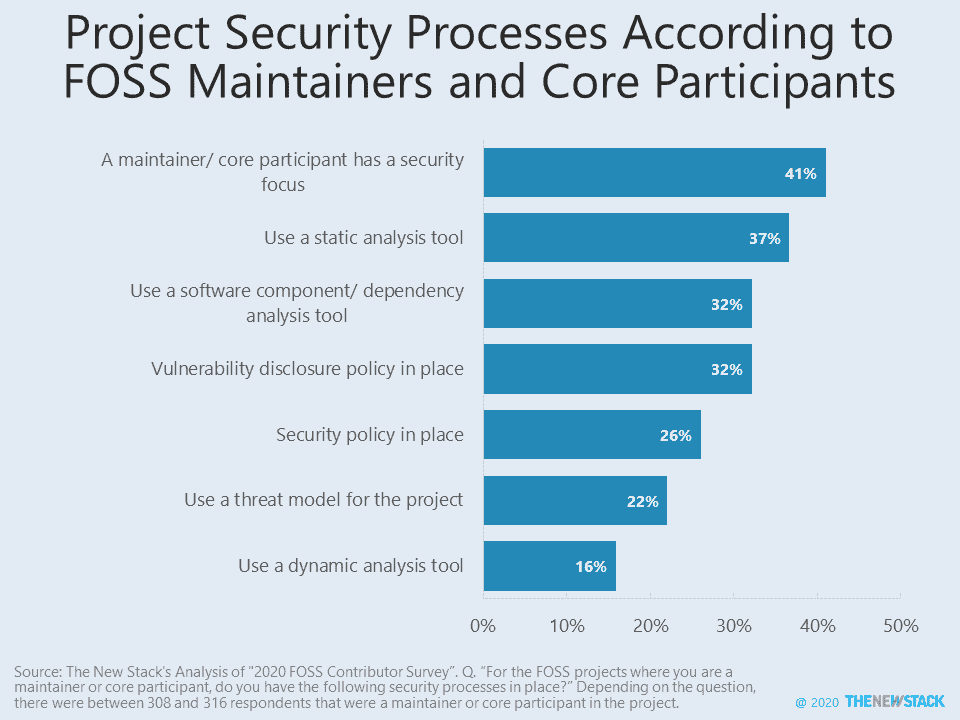 Project Security Processes According to
FOSS Maintainers and Core Participants
A maintainer/ core participant has a security
focus
41%
Use a static analysis tool
37%
Use a software component/ dependency
analysis tool
32%
Vulnerability disclosure policy in place
32%
Security policy in place
26%
Use a threat model for the project
22%
Use a dynamic analysis tool
16%
0% 10% 20% 30% 40% 50%
Source: The New Stack's Analysis of "2020 FOSS Contributor Survey”. Q. “For the FOSS projects where you are a
maintainer or core participant, do you have the following security processes in place?” Depending on the question,
there were between 308 and 316 respondents that were a maintainer or core participant in the project.
@ 2020 THENEWSTACK